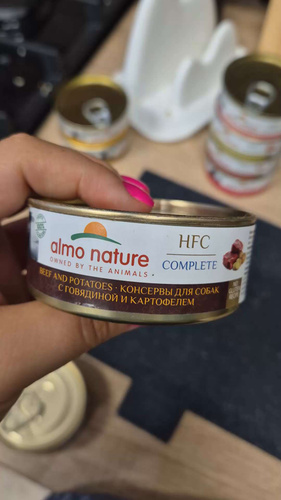 almo nature
OWNED BY THE ANIMALS
HFC
COMPLETE
BEEF AND POTATOES - КОНСЕРВЫ ДЛЯ СОБАК
С ГОВЯДИНОЙ И КАРТОФЕЛЕМ